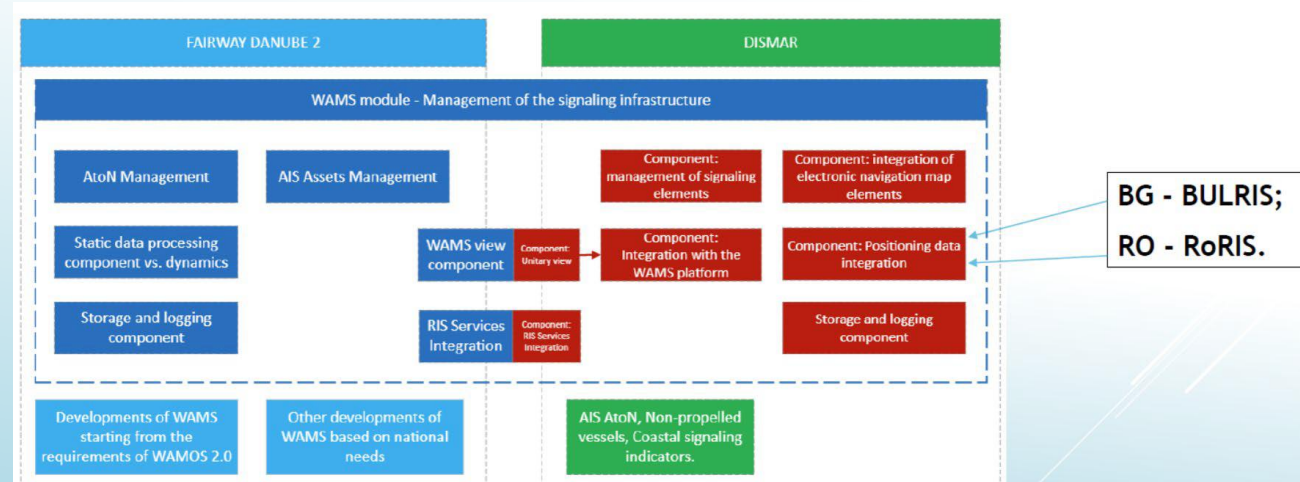 FAIRWAY DANUBE 2
DISMAR
WAMS module - Management of the signaling infrastructure
AtoN Management
AIS Assets Management
Component:
management of signaling
elements
Component: integration of
electronic navigation map
elements
Static data processing
component vs. dynamics
WAMS view
component
Component:
Unitary view
Component:
Integration with the
WAMS platform
Component: Positioning data
integration
BG - BULRIS;
RO - RoRIS.
Storage and logging
component
RIS Services
Integration
Component:
RIS Services
Integration
Storage and logging
component
Developments of WAMS
starting from the
requirements of WAMOS 2.0
Other developments of
WAMS based on national
needs
AIS AtoN, Non-propelled
vessels, Coastal signaling
indicators.